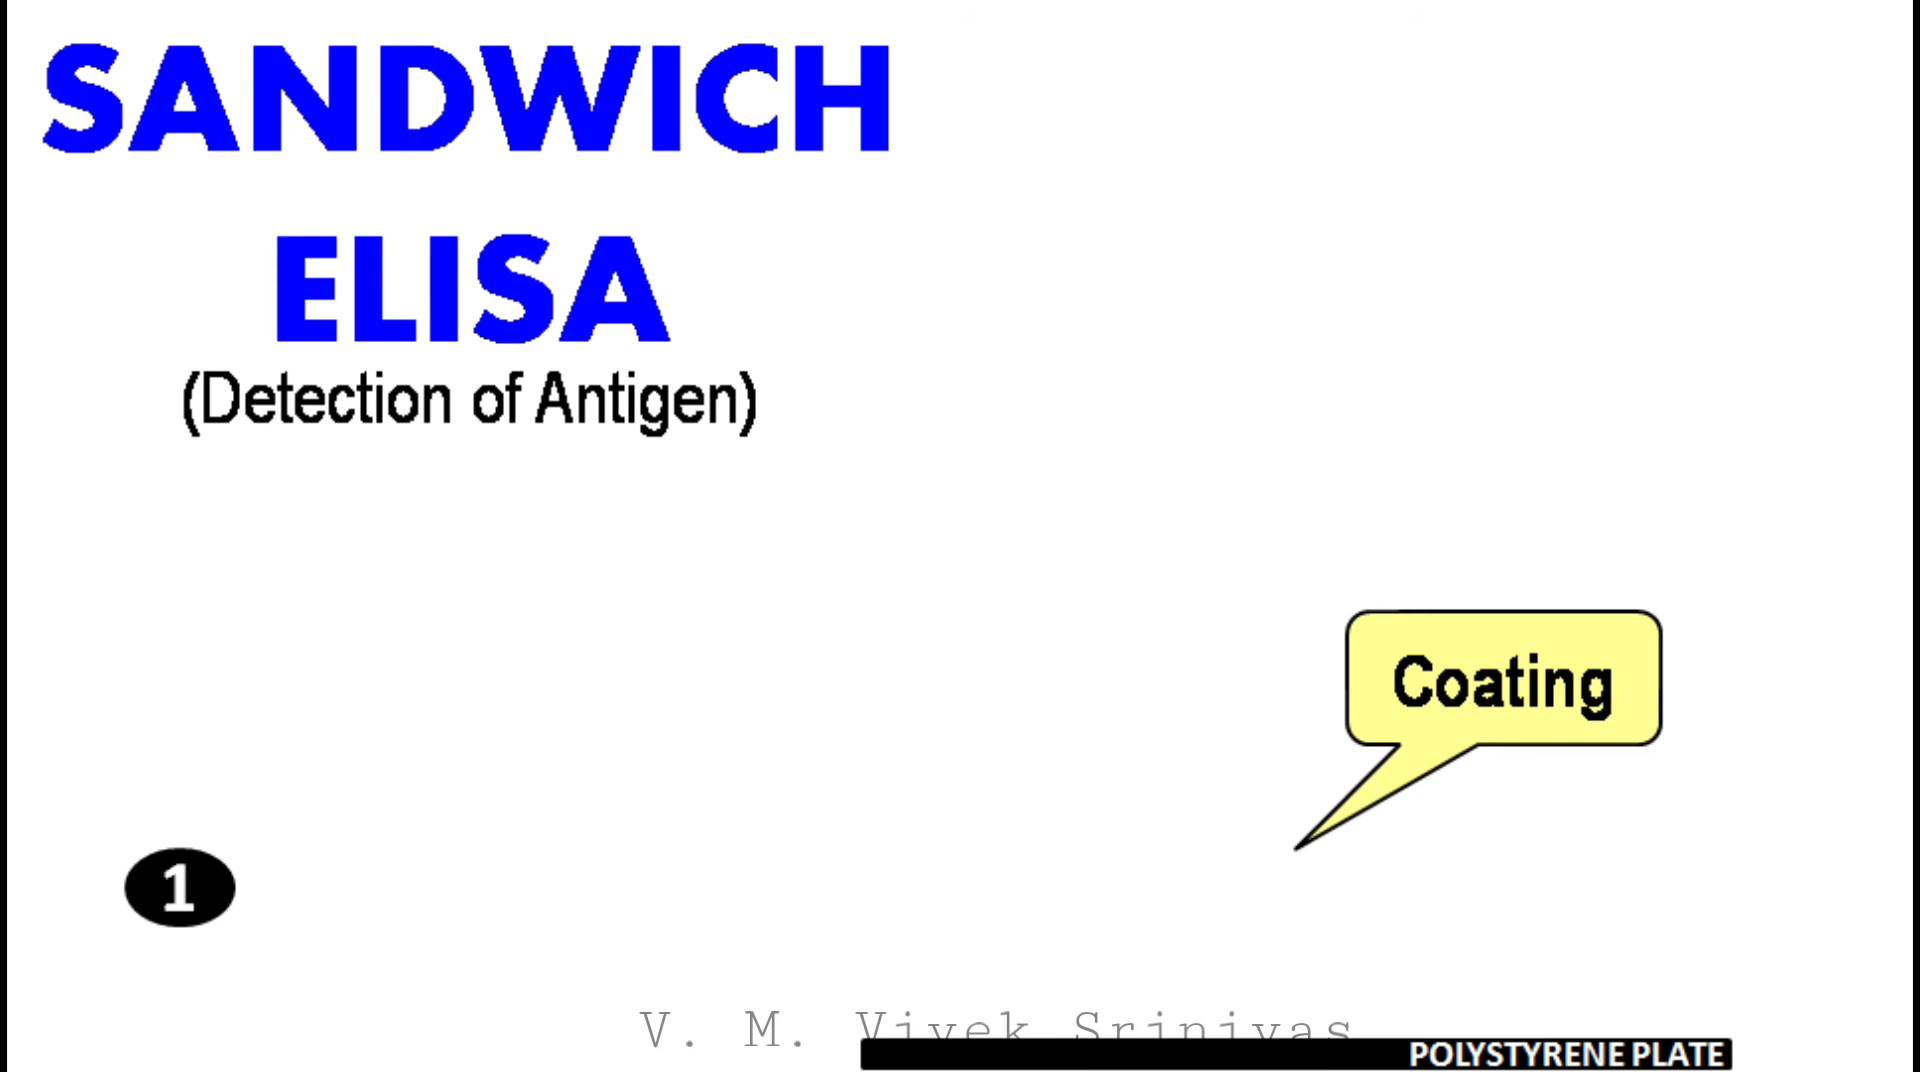 SANDWICH
ELISA
(Detection of Antigen)
Coating
1
V. M. Vivek Srinivas
POLYSTYRENE PLATE